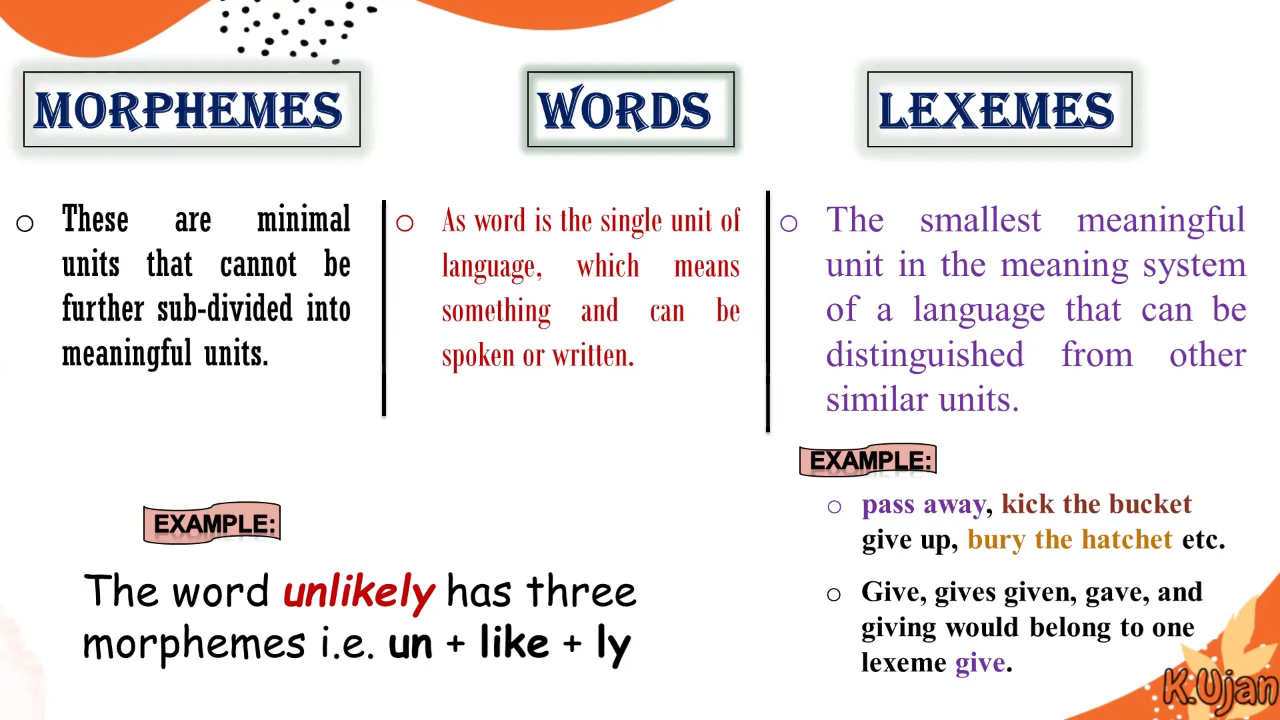 MORPHEMES
These are minimal
units that cannot be
further sub-divided into
meaningful units.
WORDS
As word is the single unit of
language, which means
something and can be
spoken or written.
EXAMPLE:
The word unlikely has three
morphemes i.e. un + like + ly
LEXEMES
The smallest meaningful
unit in the meaning system
of a language that can be
distinguished from other
similar units.
EXAMPLE:
pass away, kick the bucket
give up, bury the hatchet etc.
Give, gives given, gave, and
giving would belong to one
lexeme give.
K.Ujan